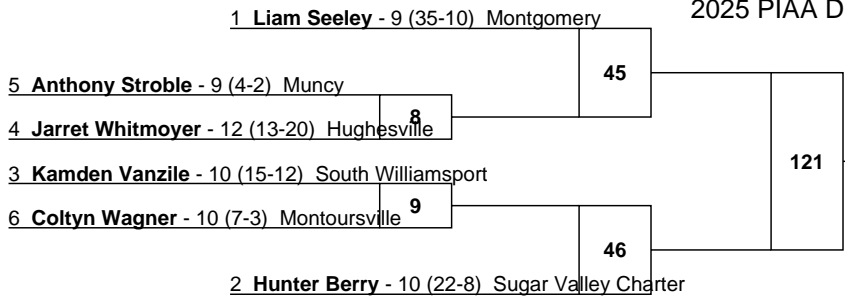 2025 PIAA D
1 Liam Seeley - 9 (35-10) Montgomery
45
5 Anthony Stroble - 9 (4-2) Muncy
8
4 Jarret Whitmoyer - 12 (13-20) Hughesville
3 Kamden Vanzile - 10 (15-12) South Williamsport
121
9
6 Coltyn Wagner - 10 (7-3) Montoursville
46
2 Hunter Berry - 10 (22-8) Sugar Valley Charter